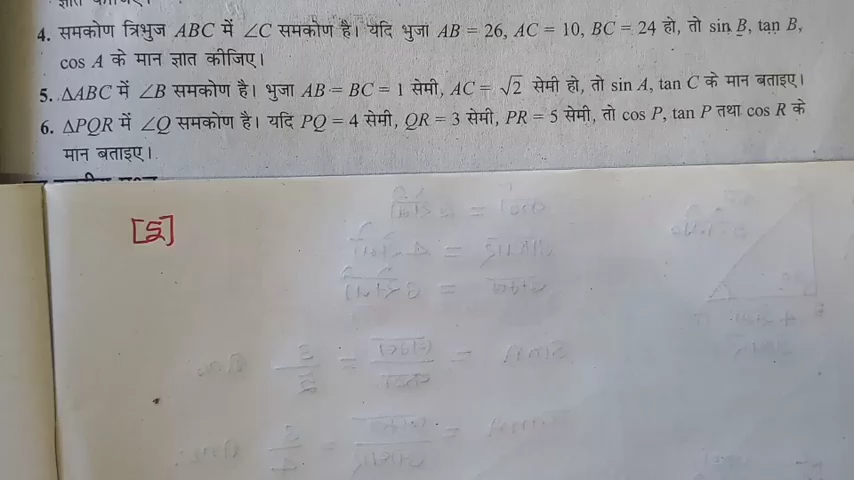 4. समकोण त्रिभुज ABC में ∠C समकोण है। यदि भुजा AB = 26, AC = 10, BC = 24 हो, तो sin B, tan B,
cos A के मान ज्ञात कीजिए।
5. ΔABC में ∠B समकोण है। भुजा AB = BC = 1 सेमी, AC = √2 सेमी हो, तो sin A, tan C के मान बताइए।
6. ΔPQR में ∠Q समकोण है। यदि PQ = 4 सेमी, QR = 3 सेमी, PR = 5 सेमी, तो cos P, tan P तथा cos R के
मान बताइए।
[5]